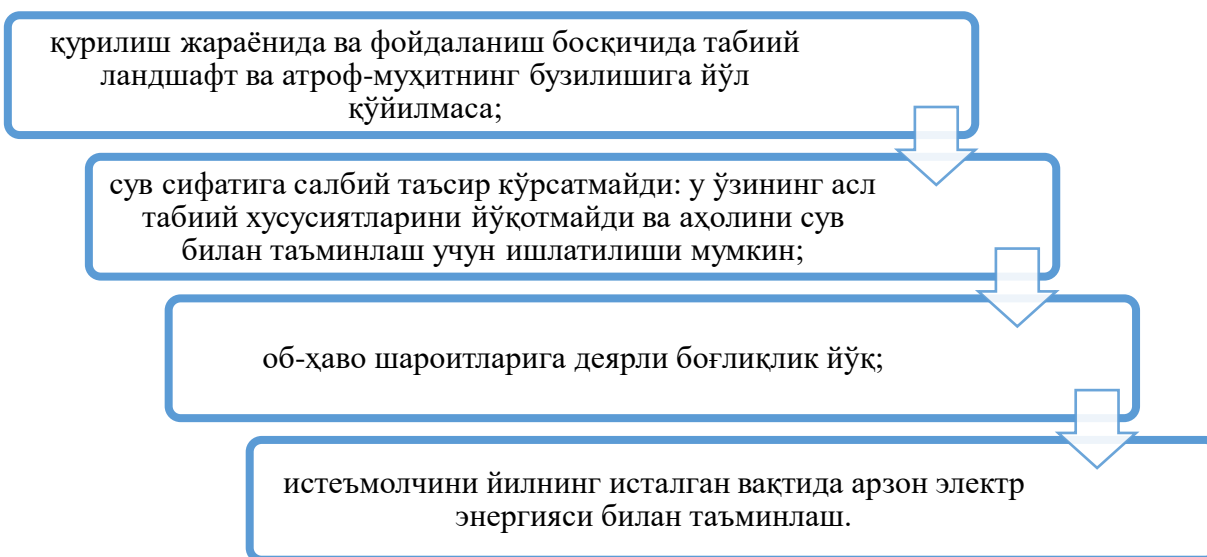 қурилиш жараёнида ва фойдаланиш босқичида табиий
ландшафт ва атроф-муҳитнинг бузилишига йўл
қўйилмаса;
сув сифатига салбий таъсир кўрсатмайди: у ўзининг асл
табиий хусусиятларини йўқотмайди ва аҳолини сув
билан таъминлаш учун ишлатилиши мумкин;
об-ҳаво шароитларига деярли боғлиқлик йўқ;
истеъмолчини йилнинг исталган вақтида арзон электр
энергияси билан таъминлаш.